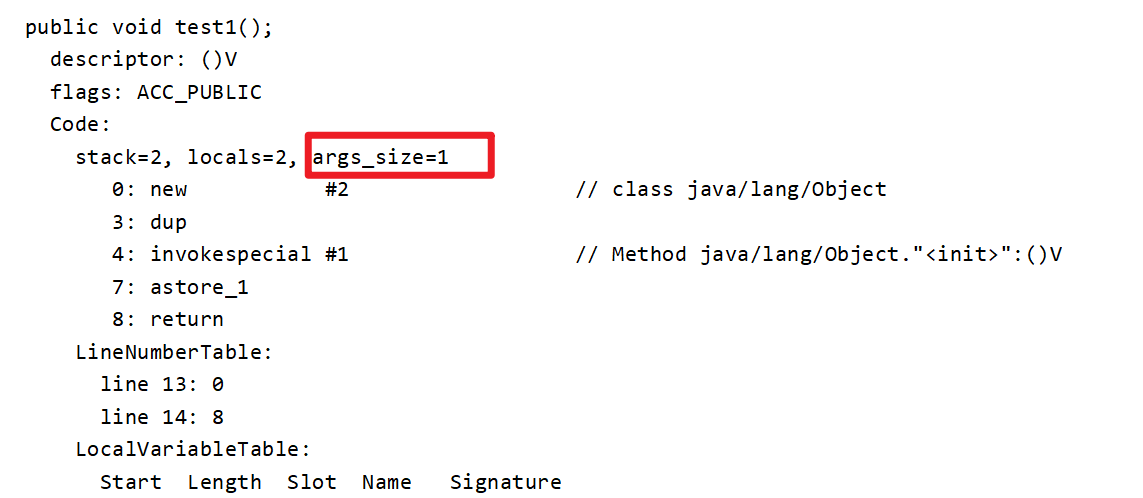 public void test1();
descriptor: ()V
flags: ACC_PUBLIC
Code:
stack=2, locals=2, args_size=1
0: new #2 // class java/lang/Object
3: dup
4: invokespecial #1 // Method java/lang/Object."<init>":()V
7: astore_1
8: return
LineNumberTable:
line 13: 0
line 14: 8
LocalVariableTable:
Start Length Slot Name Signature